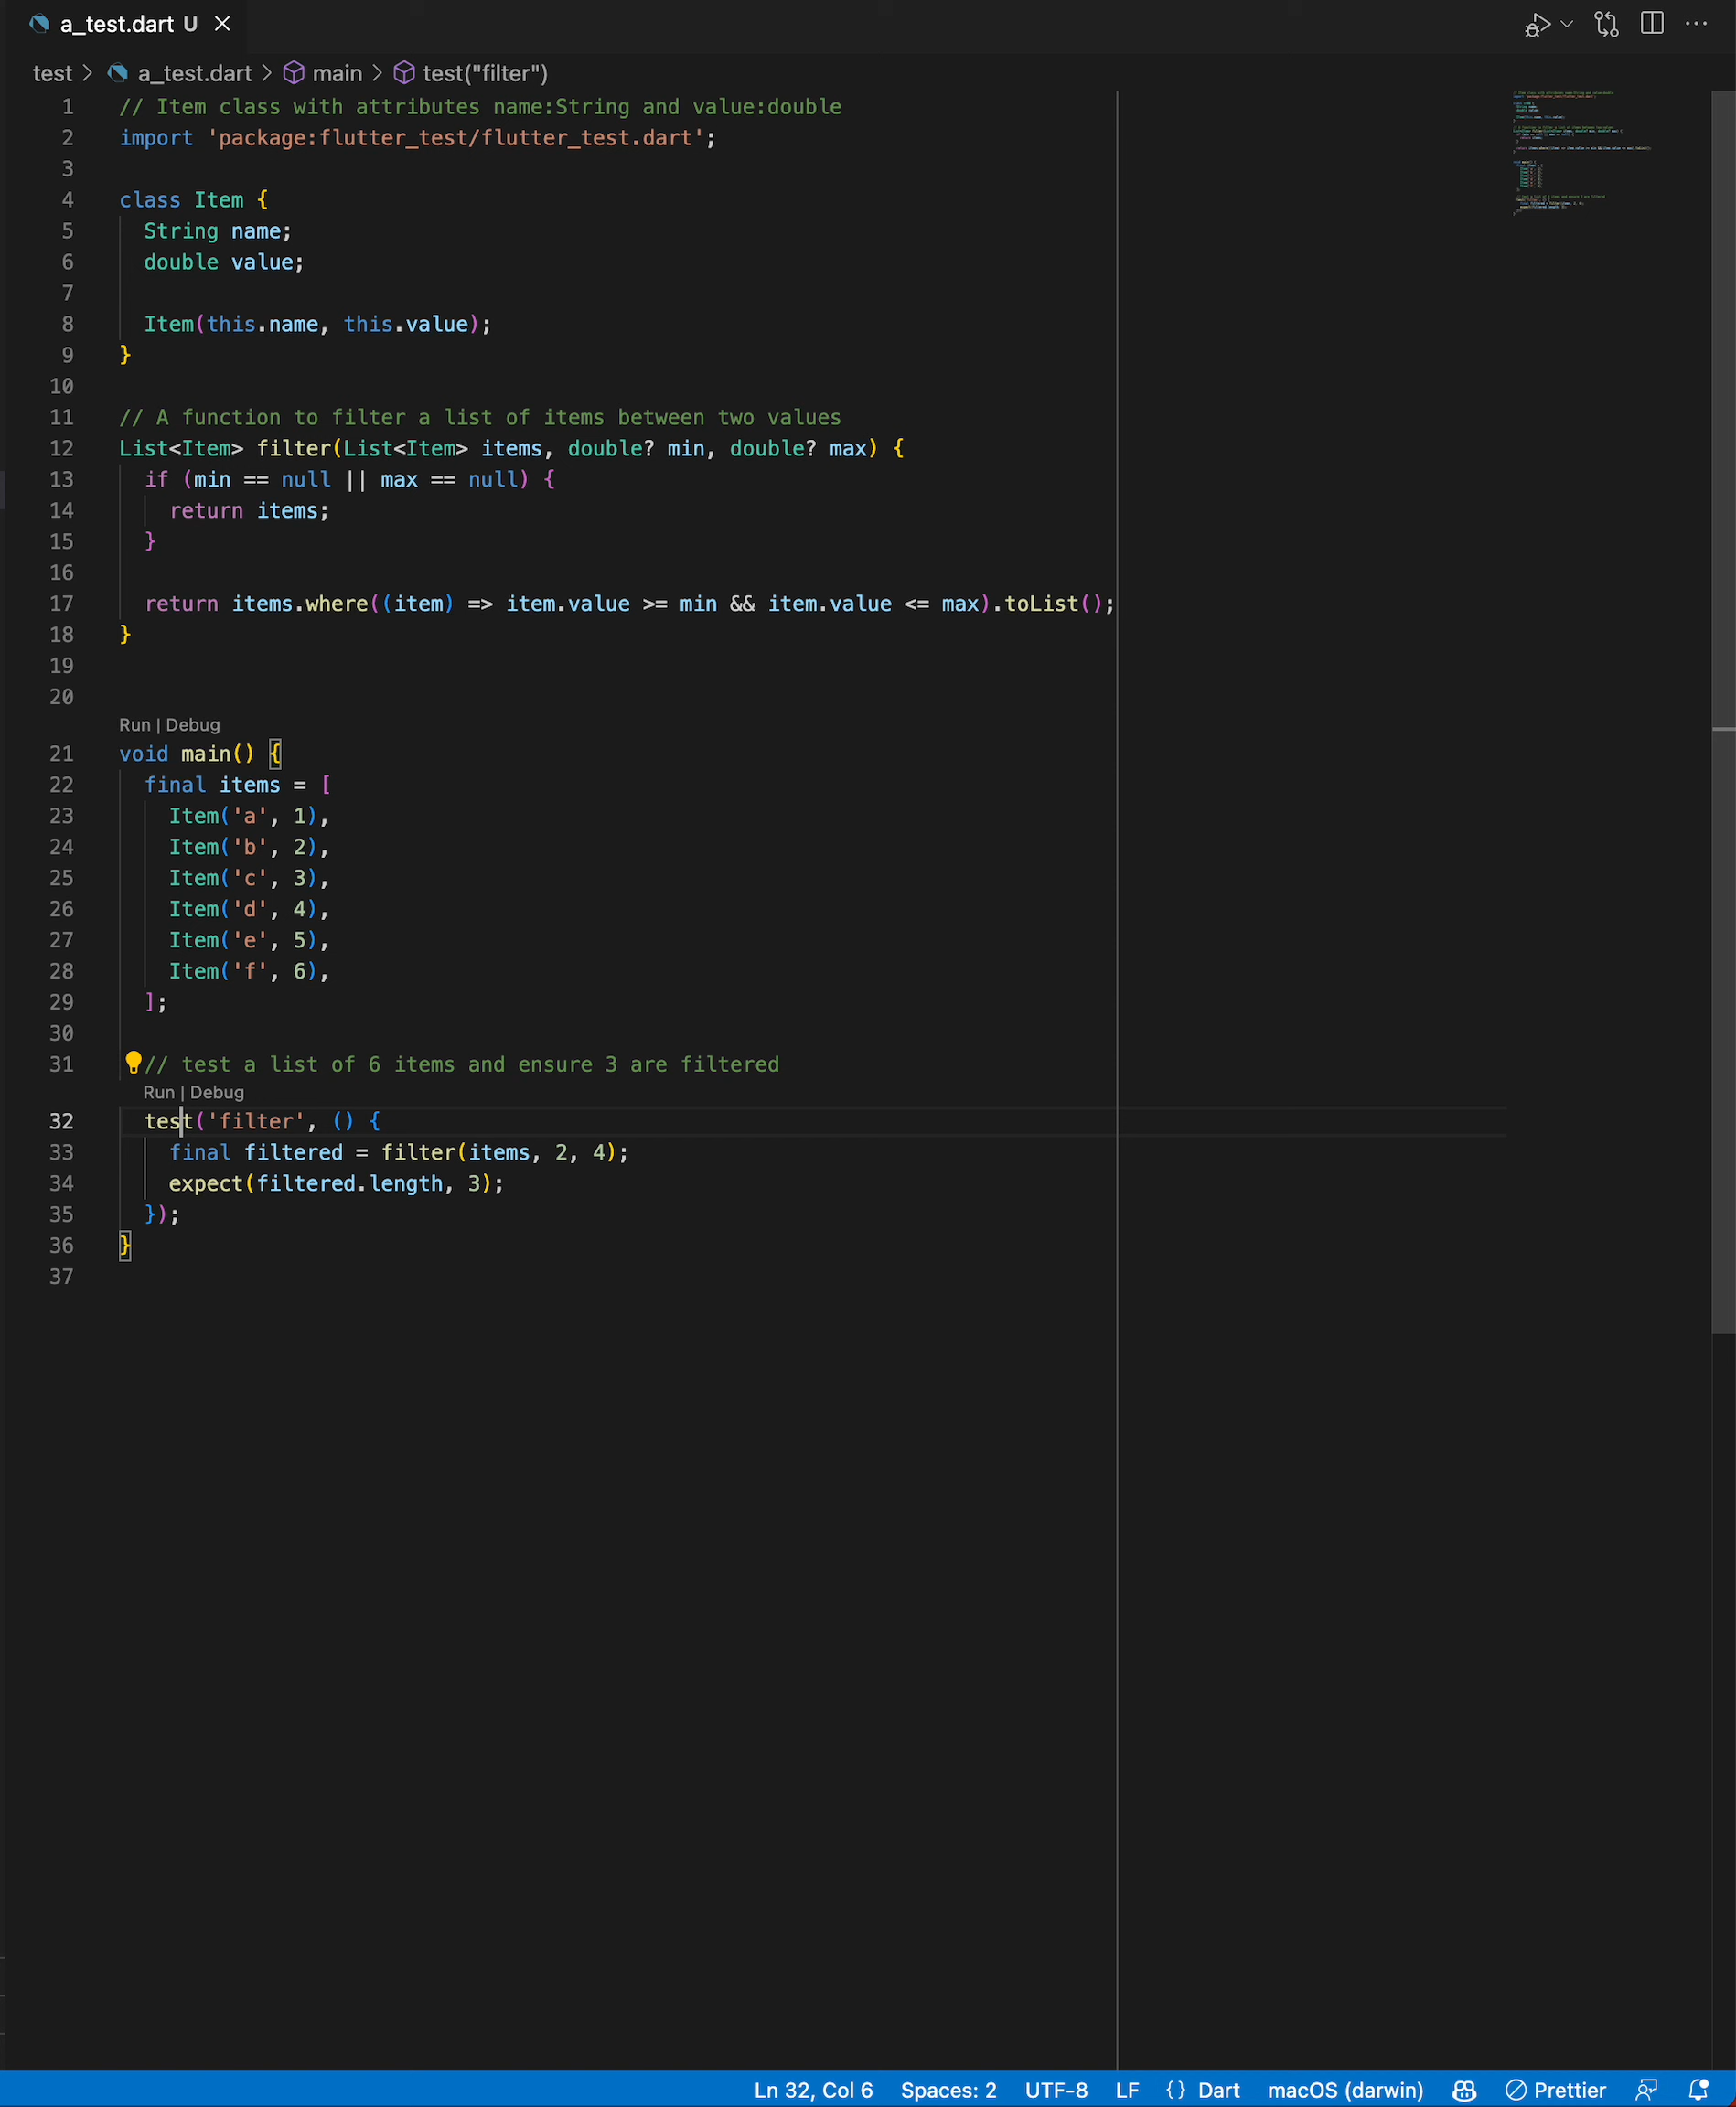 a_test.dart U
test > a_test.dart > main > test("filter")
1 // Item class with attributes name:String and value:double
2 import 'package:flutter_test/flutter_test.dart';
3
4 class Item {
5   String name;
6   double value;
7
8   Item(this.name, this.value);
9 }
10
11 // A function to filter a list of items between two values
12 List<Item> filter(List<Item> items, double? min, double? max) {
13   if (min == null || max == null) {
14     return items;
15   }
16
17   return items.where((item) => item.value >= min && item.value <= max).toList();
18 }
19
20
Run | Debug
21 void main() {
22   final items = [
23     Item('a', 1),
24     Item('b', 2),
25     Item('c', 3),
26     Item('d', 4),
27     Item('e', 5),
28     Item('f', 6),
29   ];
30
31   // test a list of 6 items and ensure 3 are filtered
Run | Debug
32   test('filter', () {
33     final filtered = filter(items, 2, 4);
34     expect(filtered.length, 3);
35   });
36 }
37
Ln 32, Col 6 Spaces: 2 UTF-8 LF {} Dart macOS (darwin) Prettier